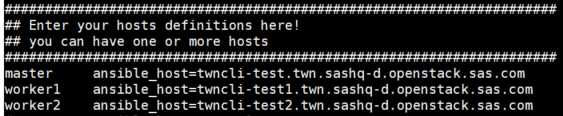 ######################################################################
## Enter your hosts definitions here!
## you can have one or more hosts
######################################################################
master     ansible_host=twncli-test.twn.sashq-d.openstack.sas.com
worker1    ansible_host=twncli-test1.twn.sashq-d.openstack.sas.com
worker2    ansible_host=twncli-test2.twn.sashq-d.openstack.sas.com